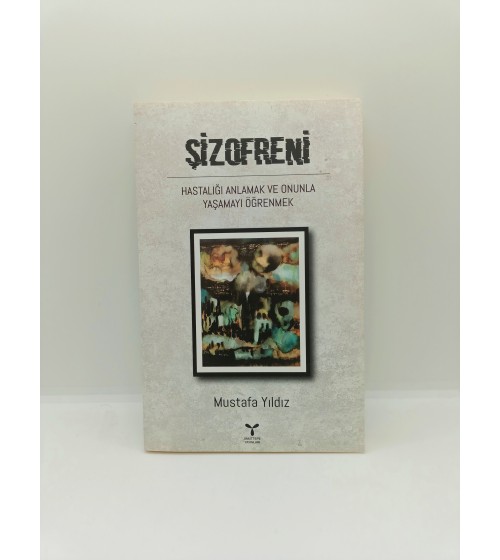 ŞİZOFRENİ
HASTALIĞI ANLAMAK VE ONUNLA
YAŞAMAYI ÖĞRENMEK
Mustafa Yıldız